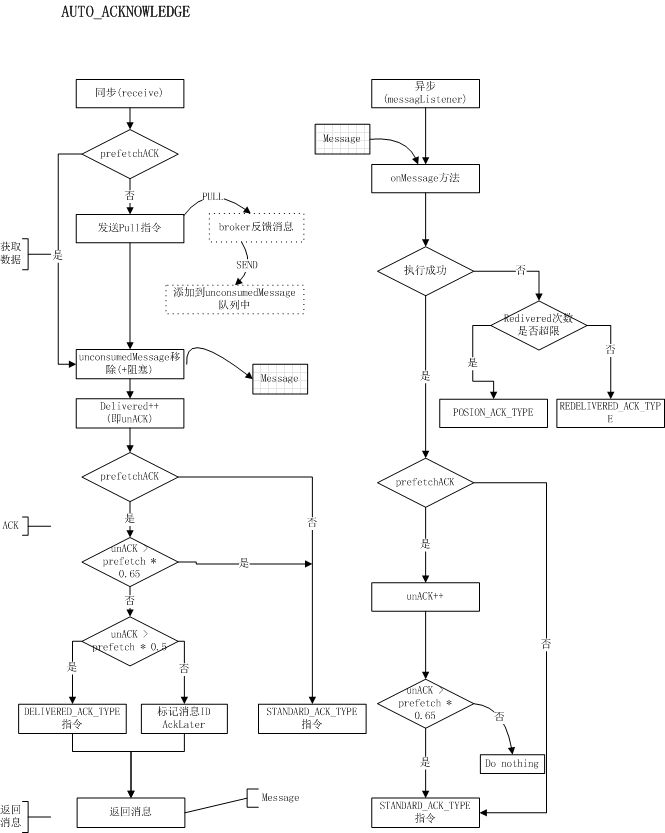 AUTO_ACKNOWLEDGE
同步(receive)
prefetchACK
否
是
发送Pull指令
PULL
broker反馈消息
SEND
添加到unconsumedMessage
队列中
获取
数据
unconsumedMessage移
除(+阻塞)
Message
Delivered++
(即unACK)
prefetchACK
是
否
ACK
unACK >
prefetch *
0.65
是
否
unACK >
prefetch * 0.5
是
否
DELIVERED_ACK_TYPE
指令
标记消息ID
AckLater
STANDARD_ACK_TYPE
指令
返回
消息
返回消息
Message
异步
(messagListener)
Message
onMessage方法
执行成功
否
Redivered次数
是否超限
是
否
POSION_ACK_TYPE
REDELIVERED_ACK_TYP
E
是
prefetchACK
是
否
unACK++
unACK >
prefetch *
0.65
否
Do nothing
是
STANDARD_ACK_TYPE
指令